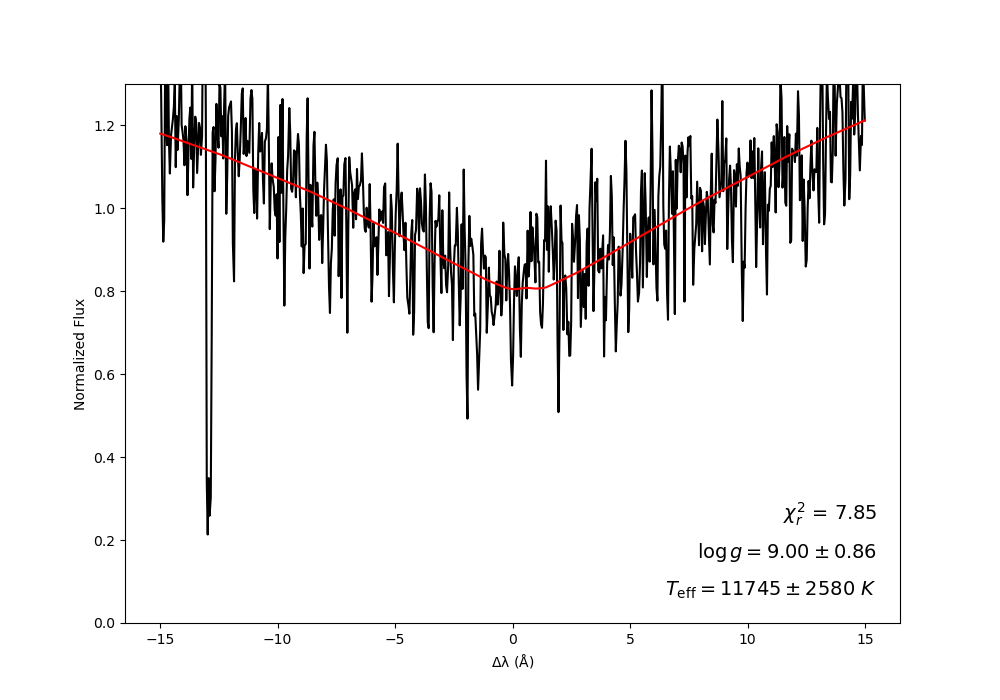 1.2
1.0
0.8
0.6
0.4
0.2
0.0
Normalized Flux
χ²ᵣ = 7.85
log g = 9.00 ± 0.86
T_eff = 11745 ± 2580 K
−15 −10 −5 0 5 10 15
Δλ (Å)